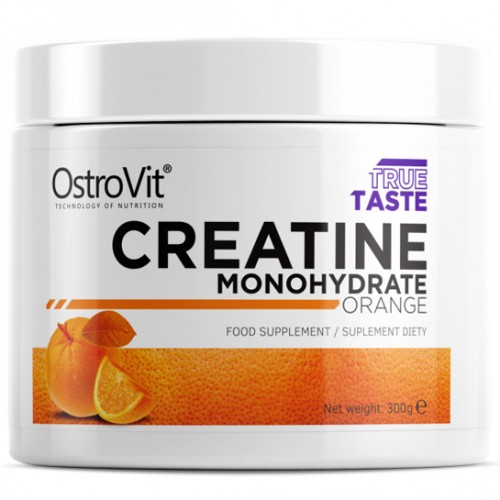 OstroVit®
TECHNOLOGY OF NUTRITION
TRUE
TASTE
CREATINE
MONOHYDRATE
ORANGE
FOOD SUPPLEMENT / SUPLEMENT DIETY
Net weight: 300g ℮